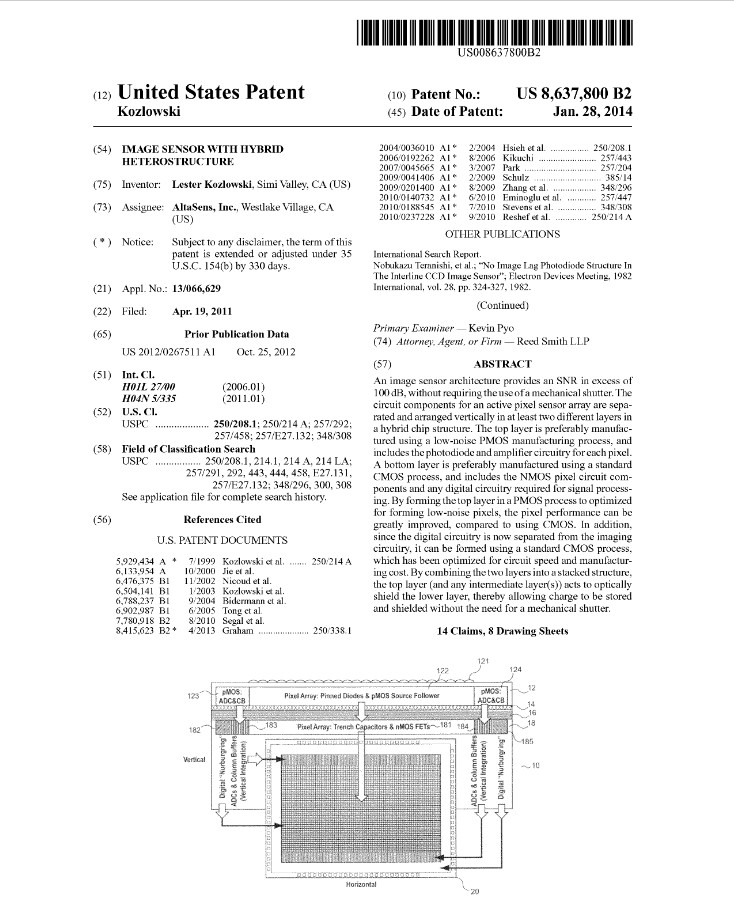 US008637800B2
(12) United States Patent
Kozlowski
(10) Patent No.: US 8,637,800 B2
(45) Date of Patent: Jan. 28, 2014
(54) IMAGE SENSOR WITH HYBRID
HETEROSTRUCTURE
(75) Inventor: Lester Kozlowski, Simi Valley, CA (US)
(73) Assignee: AltaSens, Inc., Westlake Village, CA
(US)
( * ) Notice: Subject to any disclaimer, the term of this
patent is extended or adjusted under 35
U.S.C. 154(b) by 330 days.
(21) Appl. No.: 13/066,629
(22) Filed: Apr. 19, 2011
(65) Prior Publication Data
US 2012/0267511 A1 Oct. 25, 2012
(51) Int. Cl.
H01L 27/00 (2006.01)
H04N 5/335 (2011.01)
(52) U.S. Cl.
USPC .................... 250/208.1; 250/214 A; 257/292;
257/458; 257/E27.132; 348/308
(58) Field of Classification Search
USPC ................. 250/208.1, 214.1, 214 A, 214 LA;
257/291, 292, 443, 444, 458, E27.131,
257/E27.132; 348/296, 300, 308
See application file for complete search history.
(56) References Cited
U.S. PATENT DOCUMENTS
5,929,434 A * 7/1999 Kozlowski et al. ....... 250/214 A
6,133,954 A 10/2000 Jie et al.
6,476,375 B1 11/2002 Nicoud et al.
6,504,141 B1 1/2003 Kozlowski et al.
6,788,237 B1 9/2004 Bidermann et al.
6,902,987 B1 6/2005 Tong et al.
7,780,918 B2 8/2010 Segal et al.
8,415,623 B2 * 4/2013 Graham ..................... 250/338.1
2004/0036010 A1* 2/2004 Hsieh et al. ............... 250/208.1
2006/0192262 A1* 8/2006 Kikuchi ....................... 257/443
2007/0045665 A1* 3/2007 Park ............................. 257/204
2009/0041406 A1* 2/2009 Schulz ........................... 385/14
2009/0201400 A1* 8/2009 Zhang et al. ................. 348/296
2010/0140732 A1* 6/2010 Eminoglu et al. ............ 257/447
2010/0188545 A1* 7/2010 Stevens et al. ............... 348/308
2010/0237228 A1* 9/2010 Reshef et al. ............ 250/214 A
OTHER PUBLICATIONS
International Search Report.
Nobukazu Teranishi, et al.; "No Image Lag Photodiode Structure In
The Interline CCD Image Sensor"; Electron Devices Meeting, 1982
International, vol. 28, pp. 324-327, 1982.
(Continued)
Primary Examiner — Kevin Pyo
(74) Attorney, Agent, or Firm — Reed Smith LLP
(57) ABSTRACT
An image sensor architecture provides an SNR in excess of
100 dB, without requiring the use of a mechanical shutter. The
circuit components for an active pixel sensor array are sepa-
rated and arranged vertically in at least two different layers in
a hybrid chip structure. The top layer is preferably manufac-
tured using a low-noise PMOS manufacturing process, and
includes the photodiode and amplifier circuitry for each pixel.
A bottom layer is preferably manufactured using a standard
CMOS process, and includes the NMOS pixel circuit com-
ponents and any digital circuitry required for signal process-
ing. By forming the top layer in a PMOS process optimized
for forming low-noise pixels, the pixel performance can be
greatly improved, compared to using CMOS. In addition,
since the digital circuitry is now separated from the imaging
circuitry, it can be formed using a standard CMOS process,
which has been optimized for circuit speed and manufactur-
ing cost. By combining the two layers into a stacked structure,
the top layer (and any intermediate layer(s)) acts to optically
shield the lower layer, thereby allowing charge to be stored
and shielded without the need for a mechanical shutter.
14 Claims, 8 Drawing Sheets
121
122
124
123
pMOS:
ADC&CB
Pixel Array: Pinned Diodes & pMOS Source Follower
pMOS:
ADC&CB
12
14
16
18
182
183
Pixel Array: Trench Capacitors & nMOS FETs
181
184
185
Vertical
Digital "Nurburgring"
ADCs & Column Buffers
(Vertical Integration)
ADCs & Column Buffers
(Vertical Integration)
Digital "Nurburgring"
10
Horizontal
20